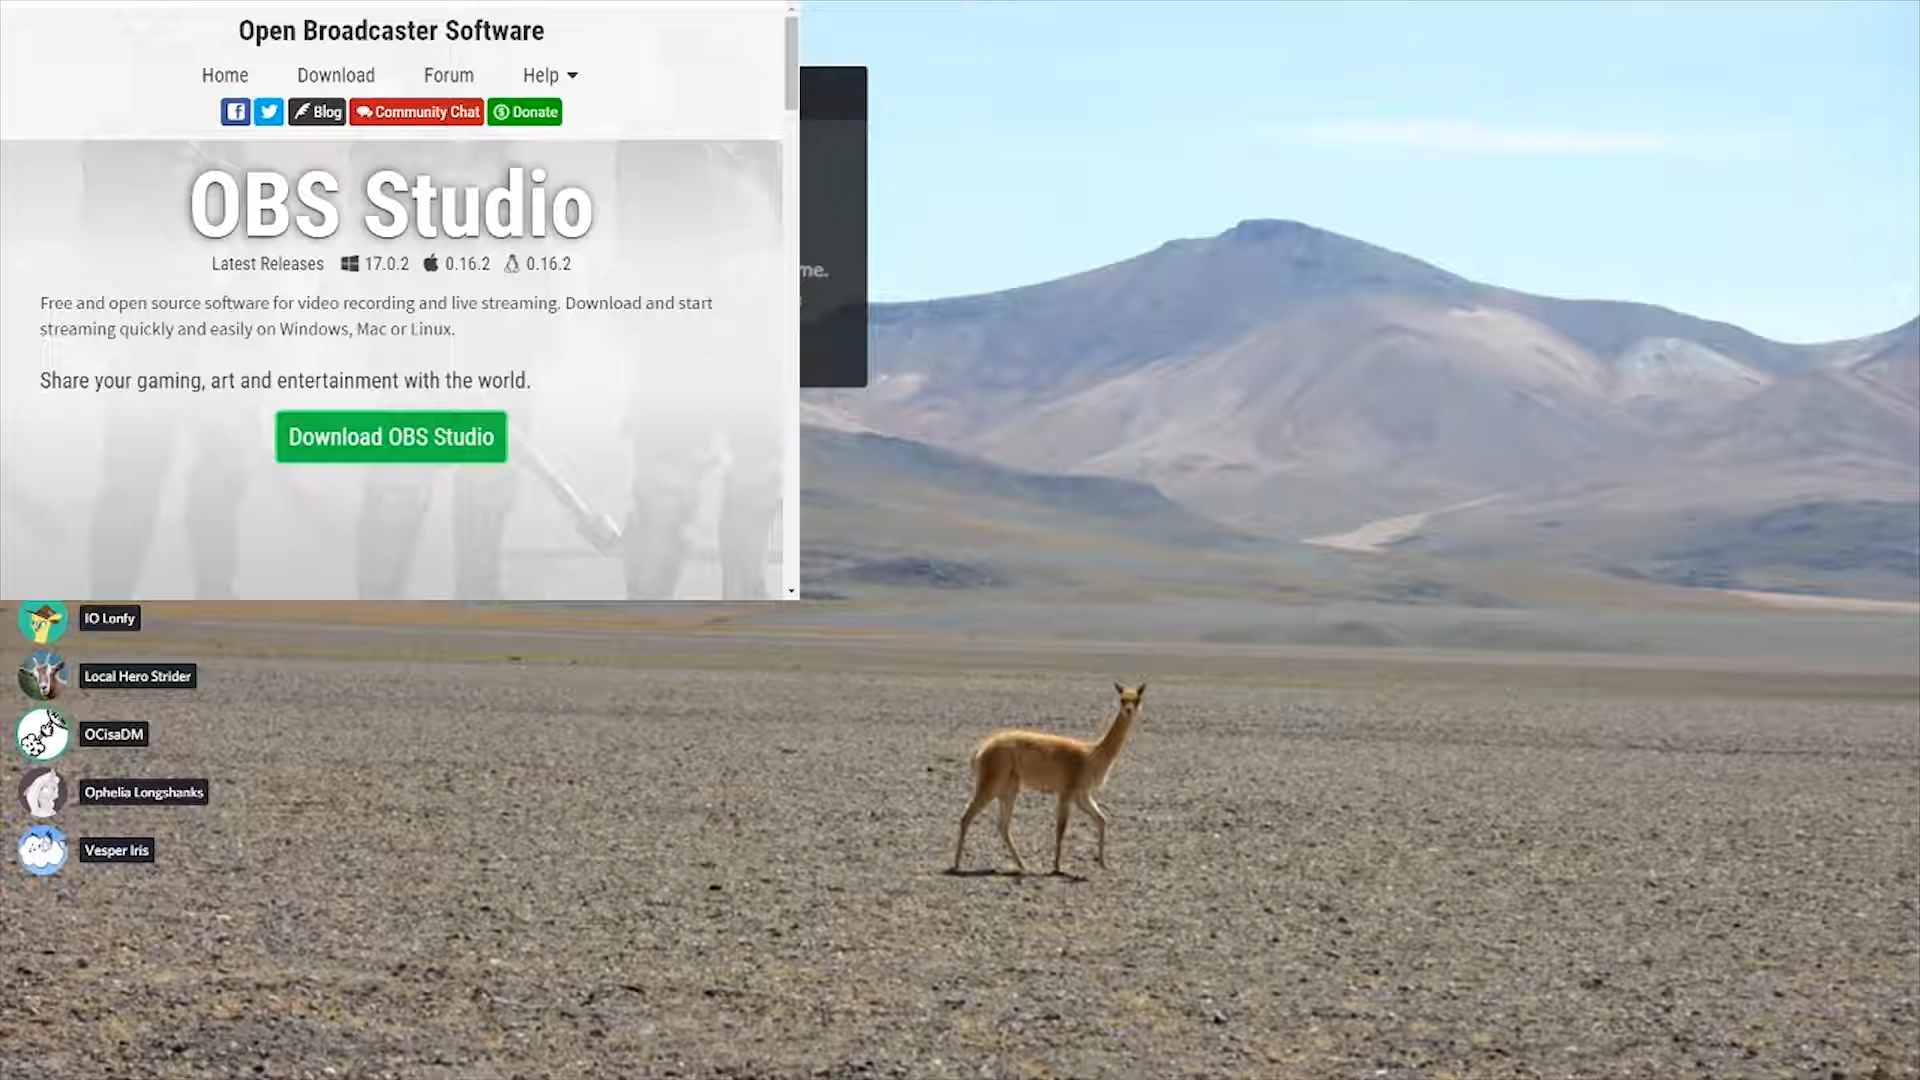 Open Broadcaster Software
Home Download Forum Help
Blog Community Chat Donate
OBS Studio
Latest Releases 17.0.2 0.16.2 0.16.2
Free and open source software for video recording and live streaming. Download and start
streaming quickly and easily on Windows, Mac or Linux.
Share your gaming, art and entertainment with the world.
Download OBS Studio
me.
IO Lonfy
Local Hero Strider
OCisaDM
Ophelia Longshanks
Vesper Iris